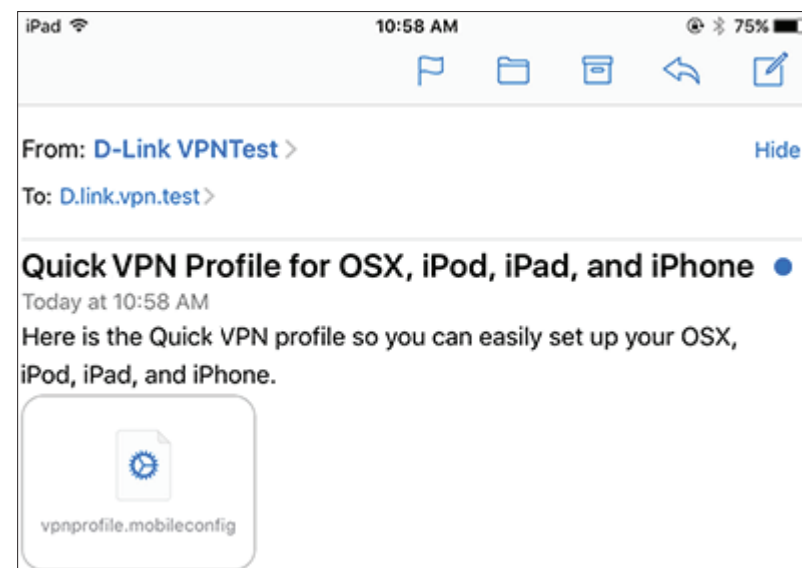 iPad 10:58 AM 75%
From: D-Link VPNTest Hide
To: D.link.vpn.test
Quick VPN Profile for OSX, iPod, iPad, and iPhone
Today at 10:58 AM
Here is the Quick VPN profile so you can easily set up your OSX,
iPod, iPad, and iPhone.
vpnprofile.mobileconfig